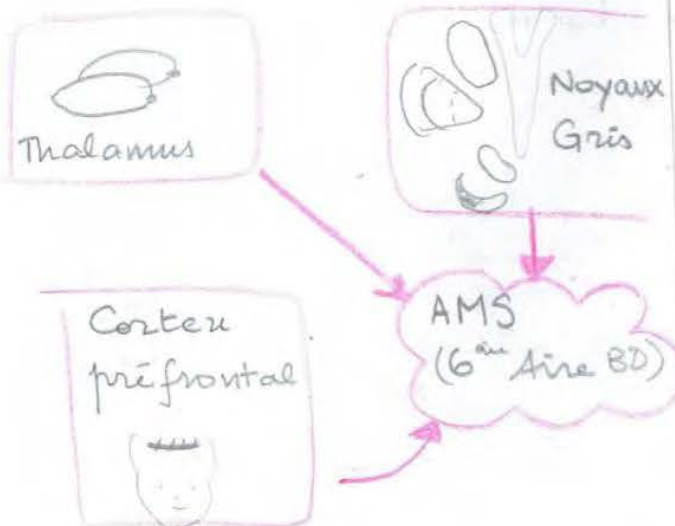 Thalamus
Noyaux
Gris
Cortex
préfrontal
AMS
(6ème Aire BD)